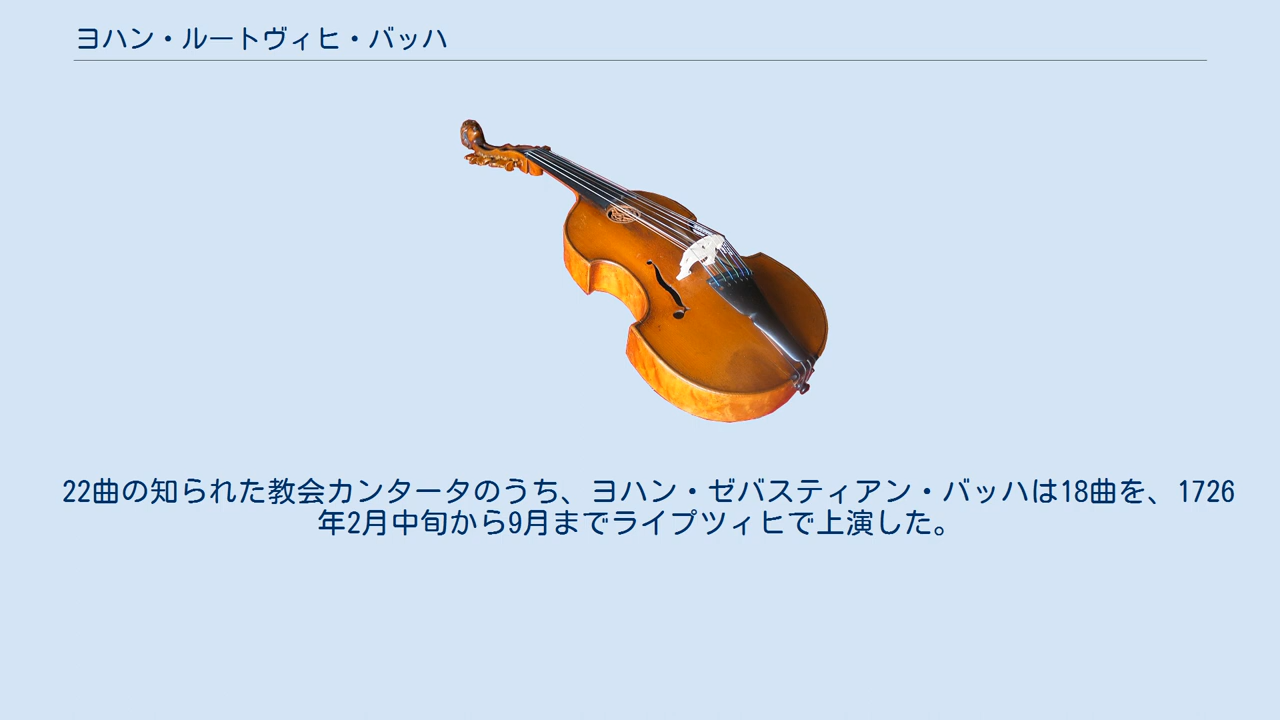 ヨハン・ルートヴィヒ・バッハ
22曲の知られた教会カンタータのうち、ヨハン・ゼバスティアン・バッハは18曲を、1726
年2月中旬から9月までライプツィヒで上演した。